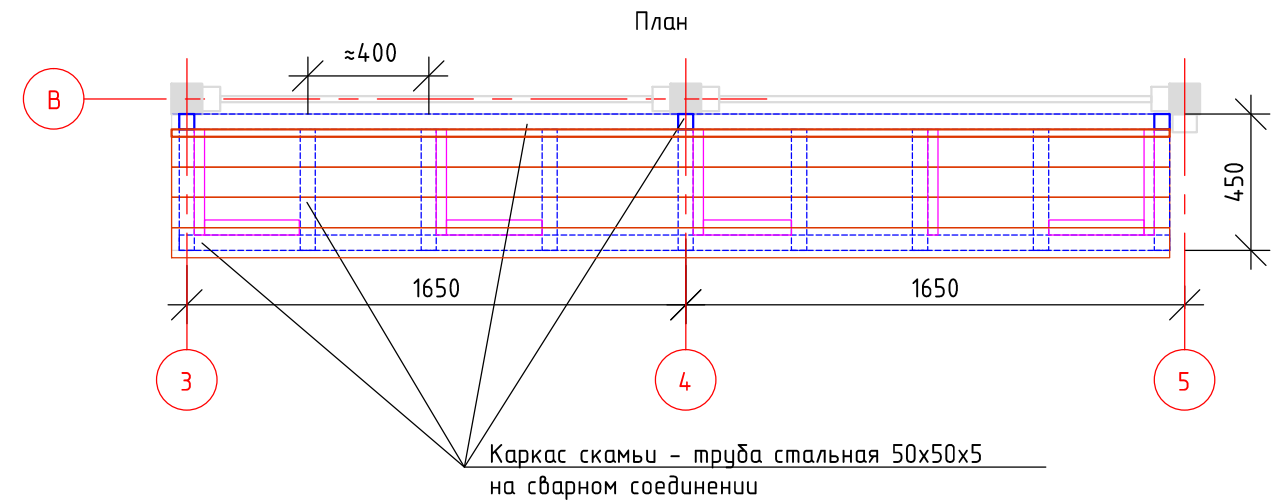 План
≈400
В
450
1650
1650
3
4
5
Каркас скамьи - труба стальная 50х50х5
на сварном соединении